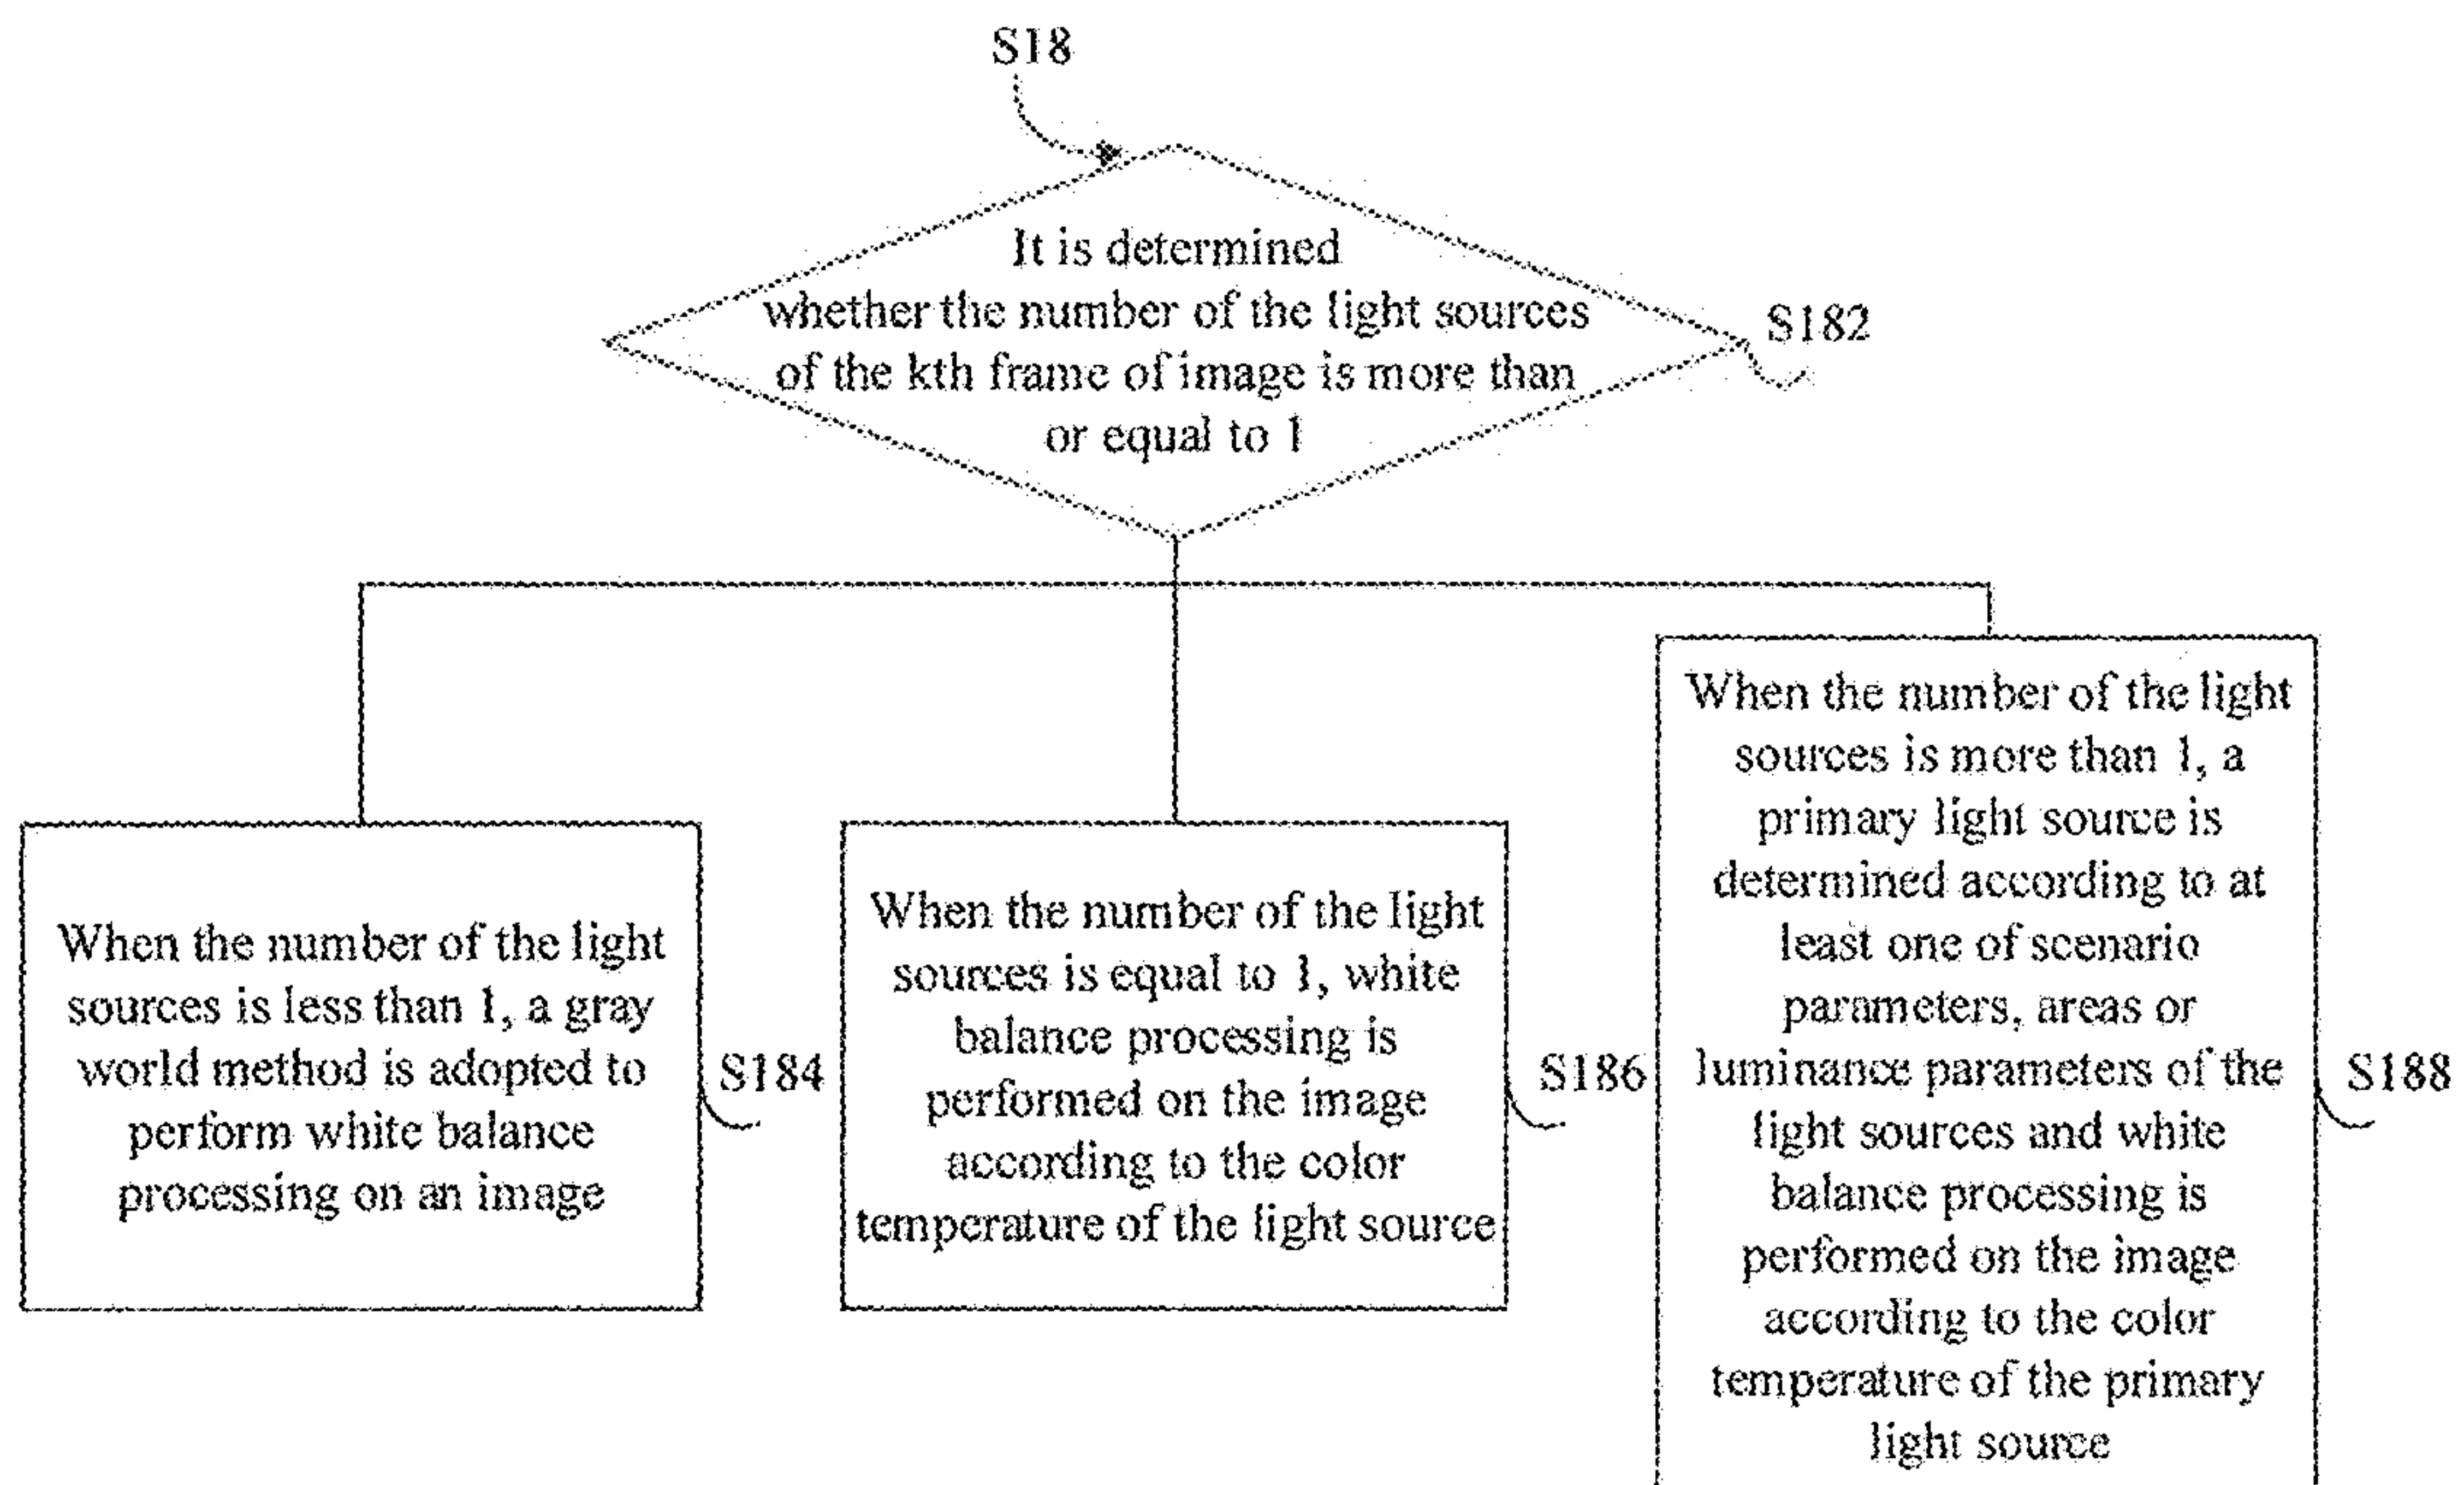 S18
It is determined
whether the number of the light sources
of the kth frame of image is more than
or equal to 1
S182
When the number of the light
sources is less than 1, a gray
world method is adopted to
perform white balance
processing on an image
S184
When the number of the light
sources is equal to 1, white
balance processing is
performed on the image
according to the color
temperature of the light source
S186
When the number of the light
sources is more than 1, a
primary light source is
determined according to at
least one of scenario
parameters, areas or
luminance parameters of the
light sources and white
balance processing is
performed on the image
according to the color
temperature of the primary
light source
S188